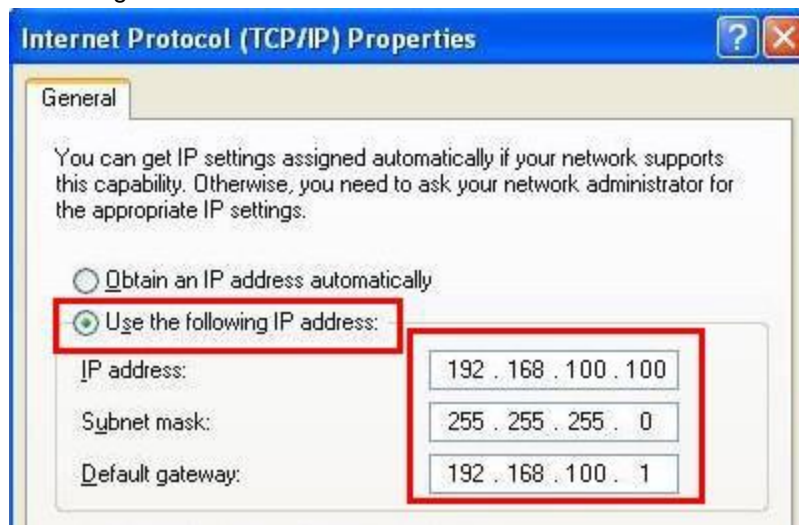 Internet Protocol (TCP/IP) Properties
General
You can get IP settings assigned automatically if your network supports
this capability. Otherwise, you need to ask your network administrator for
the appropriate IP settings.
Obtain an IP address automatically
Use the following IP address:
IP address: 192 . 168 . 100 . 100
Subnet mask: 255 . 255 . 255 . 0
Default gateway: 192 . 168 . 100 . 1